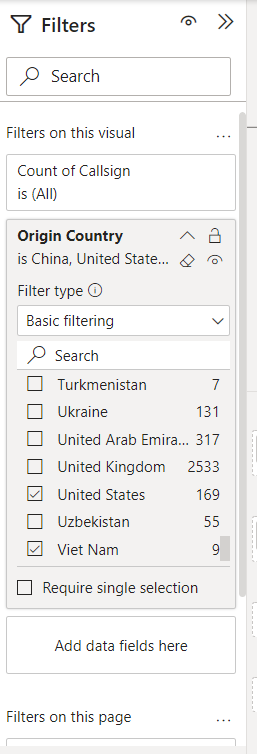 Filters
Search
Filters on this visual ...
Count of Callsign
is (All)
Origin Country
is China, United State...
Filter type
Basic filtering
Search
Turkmenistan 7
Ukraine 131
United Arab Emira... 317
United Kingdom 2533
United States 169
Uzbekistan 55
Viet Nam 9
Require single selection
Add data fields here
Filters on this page ...